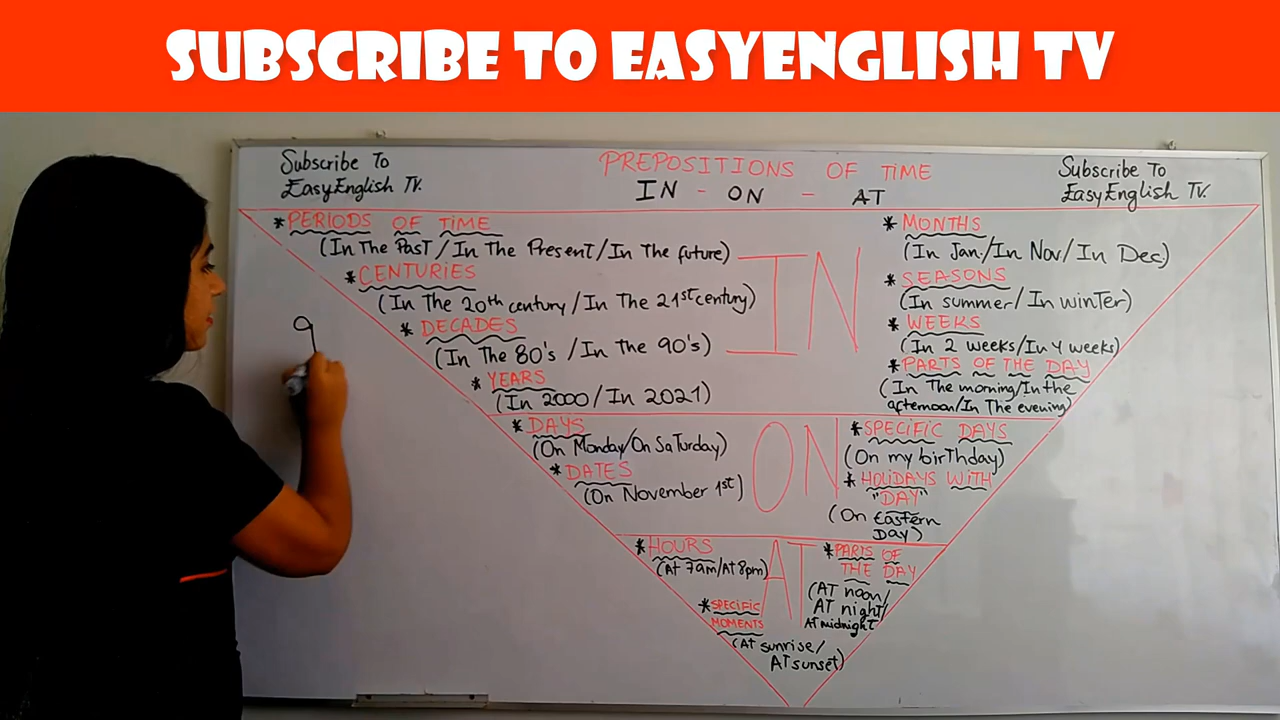 SUBSCRIBE TO EASYENGLISH TV
Subscribe To
EasyEnglish TV.
PREPOSITIONS OF TIME
IN - ON - AT
Subscribe To
EasyEnglish TV.
* PERIODS OF TIME
(In The Past / In The Present / In The future)
* CENTURIES
(In The 20th century / In The 21st century)
* DECADES
(In The 80's / In the 90's)
* YEARS
(In 2000 / In 2021)
IN
* MONTHS
(In Jan. / In Nov / In Dec.)
* SEASONS
(In summer / In winTer)
* WEEKS
(In 2 weeks / In 4 weeks)
* PARTS OF THE DAY
(In The morning / In the
afternoon / In The evening)
9
* DAYS
(On Monday / On SaTurday)
* DATES
(On November 1st)
ON
* SPECIFIC DAYS
(On my birThday)
* HOLIDAYS WITH
"DAY"
(On Eastern
Day)
* HOURS
(At 7am / At 8pm)
* SPECIFIC
MOMENTS
(AT sunrise /
AT sunset)
AT
* PARTS OF
THE DAY
(AT noon /
AT night /
AT midnight